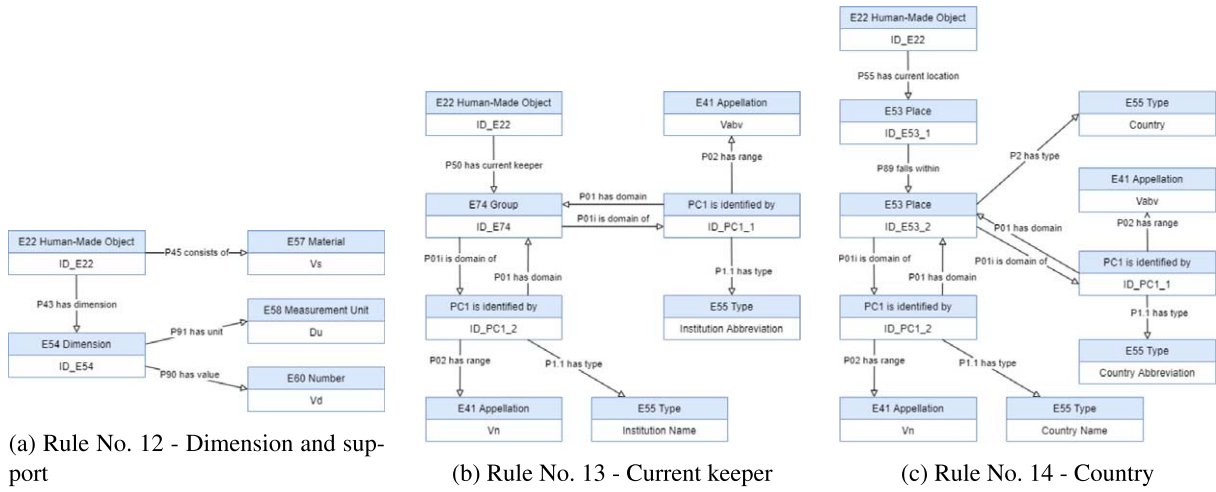 E22 Human-Made Object
ID_E22
P45 consists of
E57 Material
Vs
P43 has dimension
E58 Measurement Unit
Du
P91 has unit
E54 Dimension
ID_E54
P90 has value
E60 Number
Vd
(a) Rule No. 12 - Dimension and sup-
port
E22 Human-Made Object
ID_E22
E41 Appellation
Vabv
P50 has current keeper
P02 has range
E74 Group
ID_E74
P01 has domain
P01i is domain of
PC1 is identified by
ID_PC1_1
P01i is domain of
P01 has domain
P1.1 has type
PC1 is identified by
ID_PC1_2
E55 Type
Institution Abbreviation
P02 has range
P1.1 has type
E41 Appellation
Vn
E55 Type
Institution Name
(b) Rule No. 13 - Current keeper
E22 Human-Made Object
ID_E22
P55 has current location
E53 Place
ID_E53_1
E55 Type
Country
P2 has type
P89 falls within
E41 Appellation
Vabv
E53 Place
ID_E53_2
P02 has range
P01 has domain
P01i is domain of
PC1 is identified by
ID_PC1_1
P01i is domain of
P01 has domain
P1.1 has type
PC1 is identified by
ID_PC1_2
E55 Type
Country Abbreviation
P02 has range
P1.1 has type
E41 Appellation
Vn
E55 Type
Country Name
(c) Rule No. 14 - Country